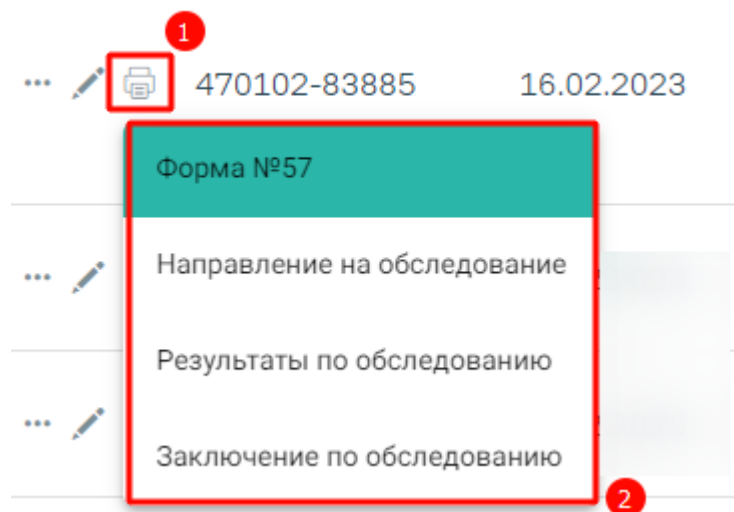 1
470102-83885 16.02.2023
Форма №57
Направление на обследование
Результаты по обследованию
Заключение по обследованию
2